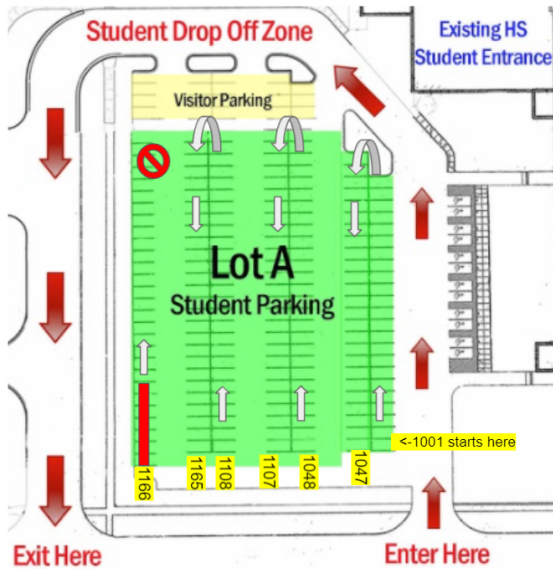 Student Drop Off Zone
Existing HS
Student Entrance
Visitor Parking
Lot A
Student Parking
<-1001 starts here
1166
1165
1108
1107
1048
1047
Exit Here
Enter Here